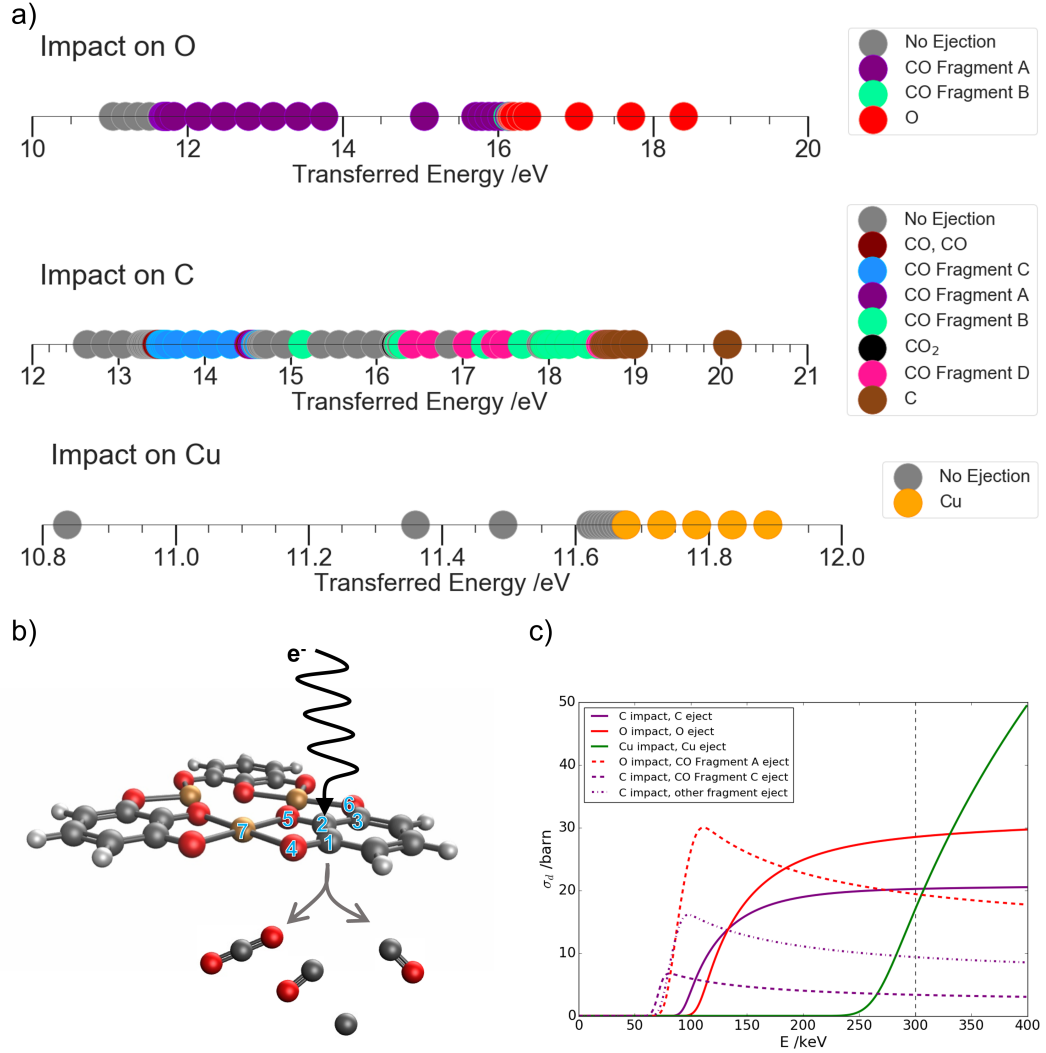 a)
Impact on O
No Ejection
CO Fragment A
CO Fragment B
O
10 12 14 16 18 20
Transferred Energy /eV
Impact on C
No Ejection
CO, CO
CO Fragment C
CO Fragment A
CO Fragment B
CO₂
CO Fragment D
C
12 13 14 15 16 17 18 19 20 21
Transferred Energy /eV
Impact on Cu
No Ejection
Cu
10.8 11.0 11.2 11.4 11.6 11.8 12.0
Transferred Energy /eV
b)
e⁻
6
5
2 3
7
1
4
c)
50
40
30
20
10
0
σd /barn
C impact, C eject
O impact, O eject
Cu impact, Cu eject
O impact, CO Fragment A eject
C impact, CO Fragment C eject
C impact, other fragment eject
0 50 100 150 200 250 300 350 400
E /keV